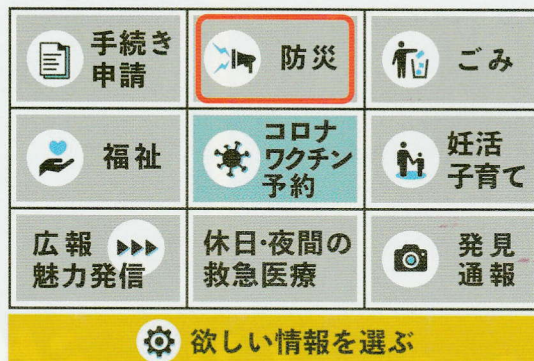 手続き
申請
防災
ごみ
福祉
コロナ
ワクチン
予約
妊活
子育て
広報
魅力発信
休日・夜間の
救急医療
発見
通報
欲しい情報を選ぶ